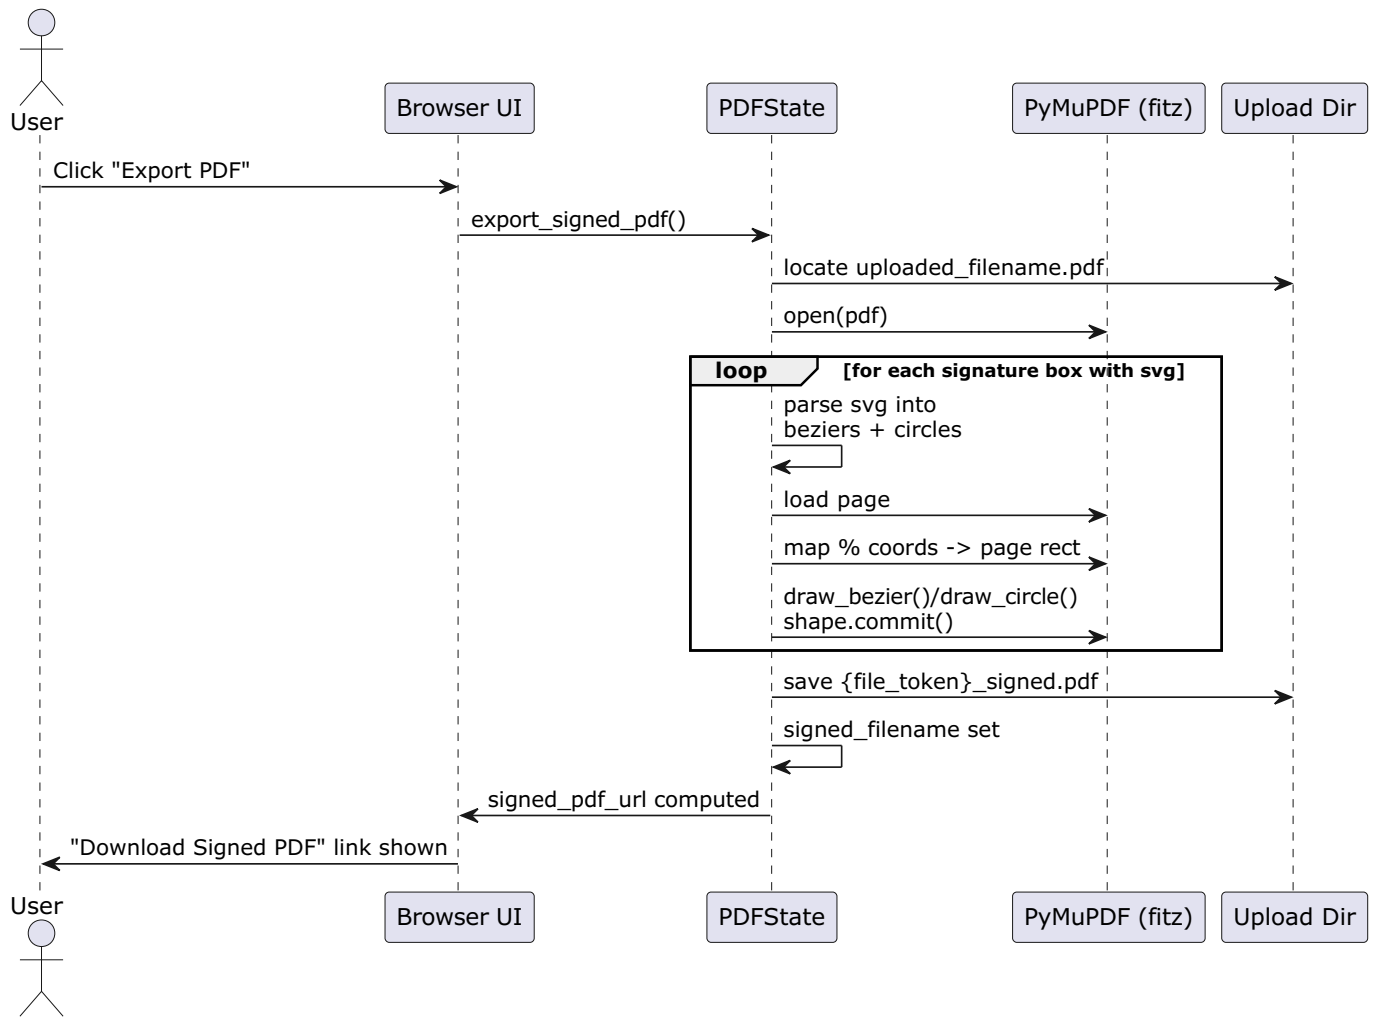 User
Browser UI
PDFState
PyMuPDF (fitz)
Upload Dir
Click "Export PDF"
export_signed_pdf()
locate uploaded_filename.pdf
open(pdf)
loop
[for each signature box with svg]
parse svg into
beziers + circles
load page
map % coords -> page rect
draw_bezier()/draw_circle()
shape.commit()
save {file_token}_signed.pdf
signed_filename set
signed_pdf_url computed
"Download Signed PDF" link shown
User
Browser UI
PDFState
PyMuPDF (fitz)
Upload Dir